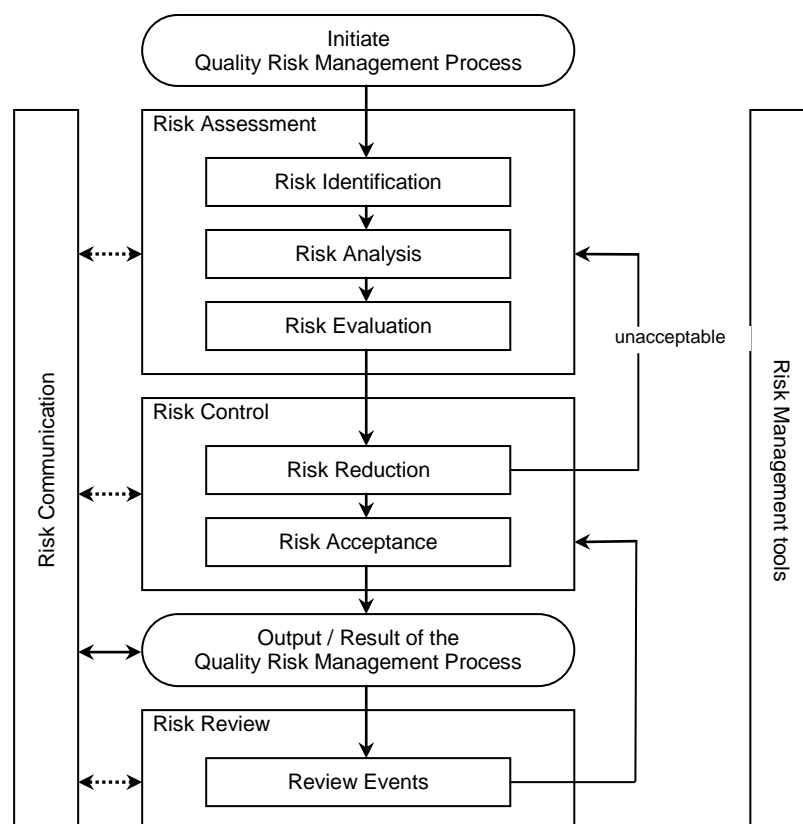 Initiate
Quality Risk Management Process
Risk Assessment
Risk Identification
Risk Analysis
Risk Evaluation
unacceptable
Risk Communication
Risk Management tools
Risk Control
Risk Reduction
Risk Acceptance
Output / Result of the
Quality Risk Management Process
Risk Review
Review Events